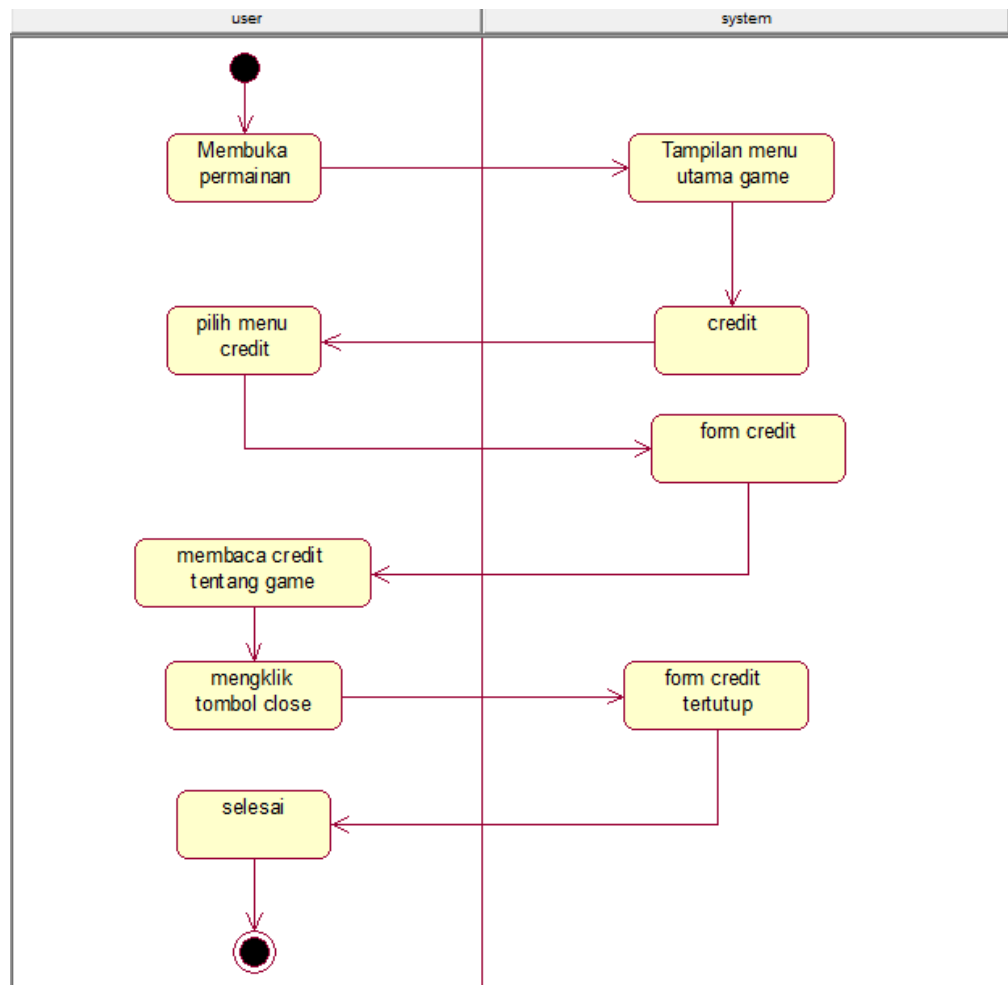 user
system
Membuka
permainan
Tampilan menu
utama game
pilih menu
credit
credit
form credit
membaca credit
tentang game
mengklik
tombol close
form credit
tertutup
selesai